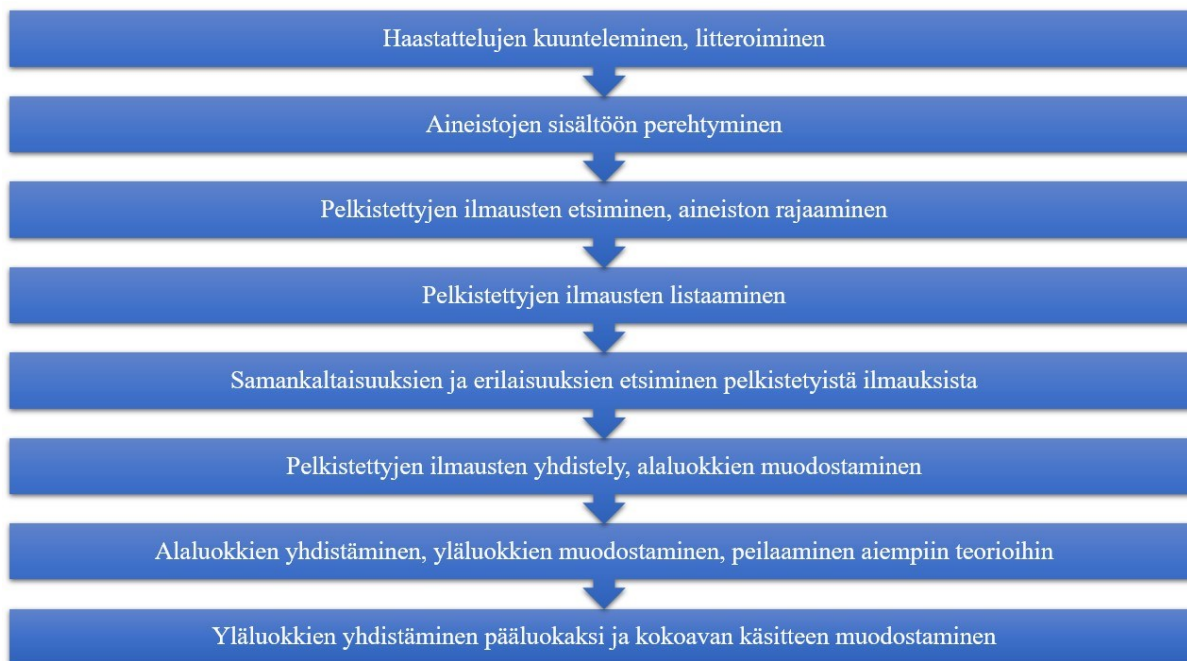 Haastattelujen kuunteleminen, litteroiminen
Aineistojen sisältöön perehtyminen
Pelkistettyjen ilmausten etsiminen, aineiston rajaaminen
Pelkistettyjen ilmausten listaaminen
Samankaltaisuuksien ja erilaisuuksien etsiminen pelkistetyistä ilmauksista
Pelkistettyjen ilmausten yhdistely, alaluokkien muodostaminen
Alaluokkien yhdistäminen, yläluokkien muodostaminen, peilaaminen aiempiin teorioihin
Yläluokkien yhdistäminen pääluokaksi ja kokoavan käsitteen muodostaminen